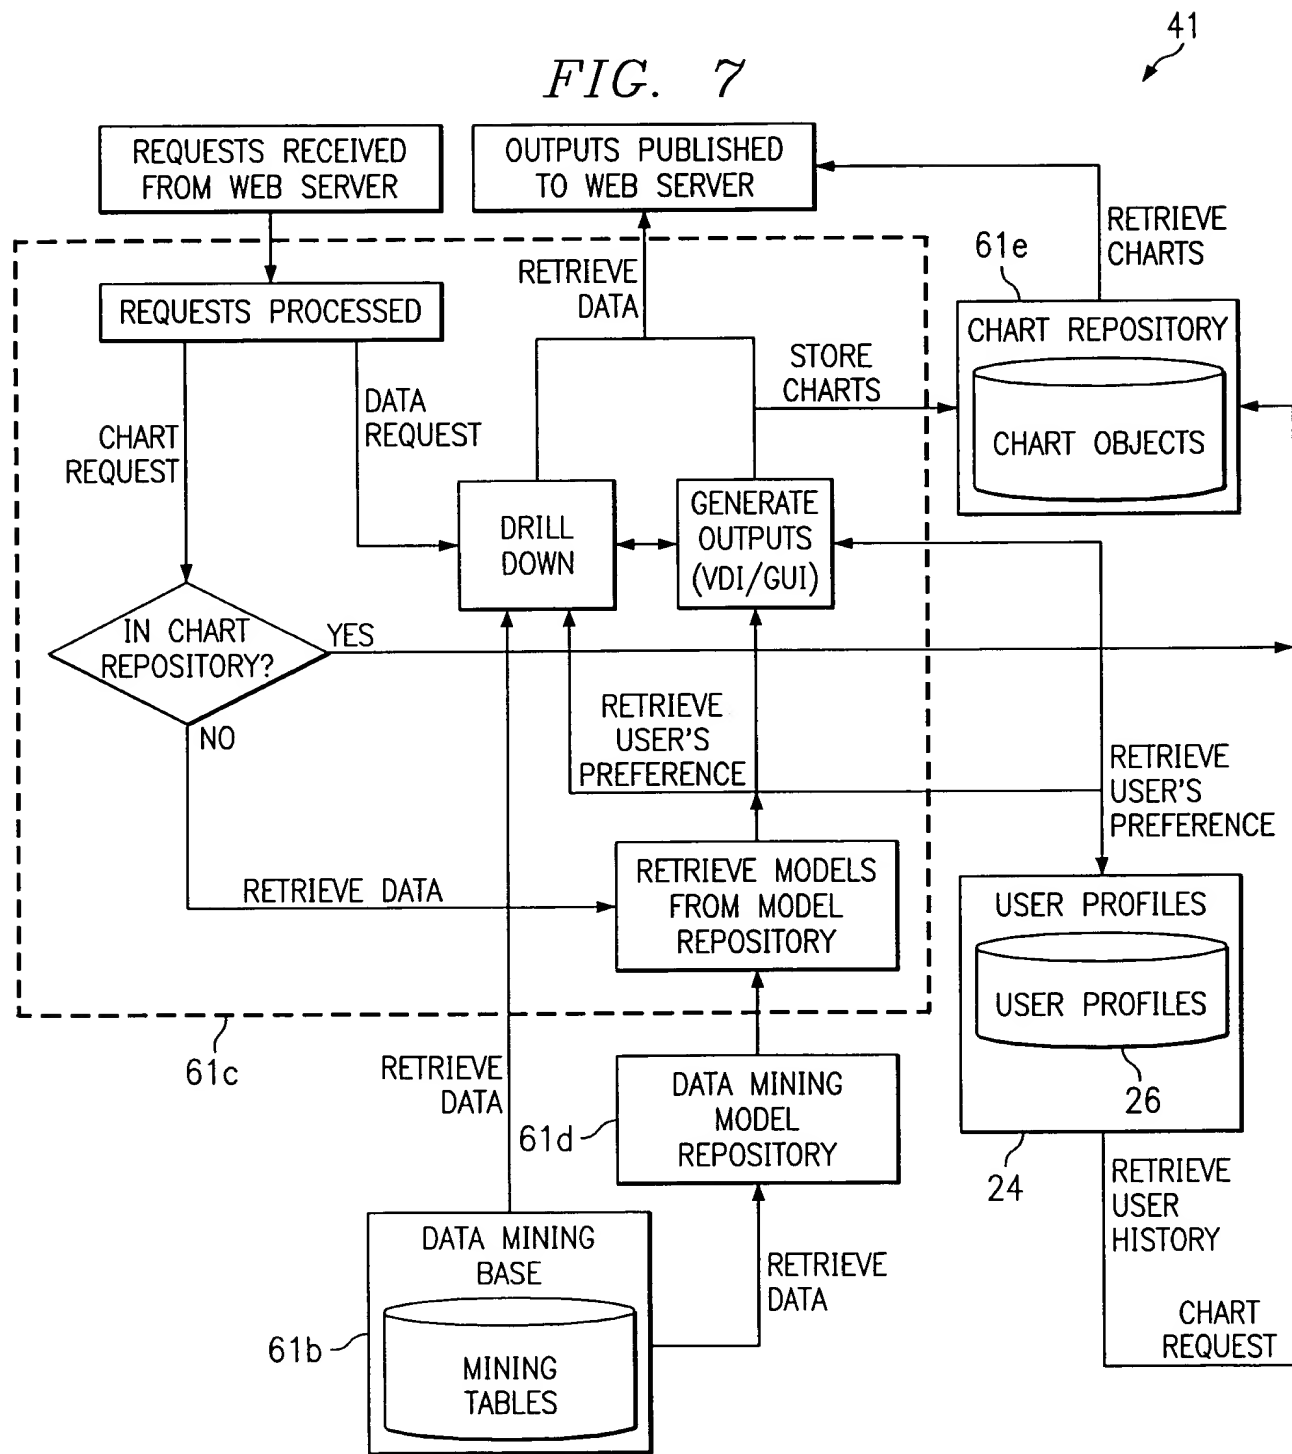 41
FIG. 7
REQUESTS RECEIVED
FROM WEB SERVER
OUTPUTS PUBLISHED
TO WEB SERVER
RETRIEVE
CHARTS
61e
REQUESTS PROCESSED
RETRIEVE
DATA
CHART REPOSITORY
CHART OBJECTS
STORE
CHARTS
DATA
REQUEST
CHART
REQUEST
DRILL
DOWN
GENERATE
OUTPUTS
(VDI/GUI)
IN CHART
REPOSITORY?
YES
NO
RETRIEVE
USER'S
PREFERENCE
RETRIEVE
USER'S
PREFERENCE
RETRIEVE DATA
RETRIEVE MODELS
FROM MODEL
REPOSITORY
USER PROFILES
USER PROFILES
26
24
61c
RETRIEVE
DATA
61d
DATA MINING
MODEL
REPOSITORY
RETRIEVE
USER
HISTORY
DATA MINING
BASE
61b
MINING
TABLES
RETRIEVE
DATA
CHART
REQUEST